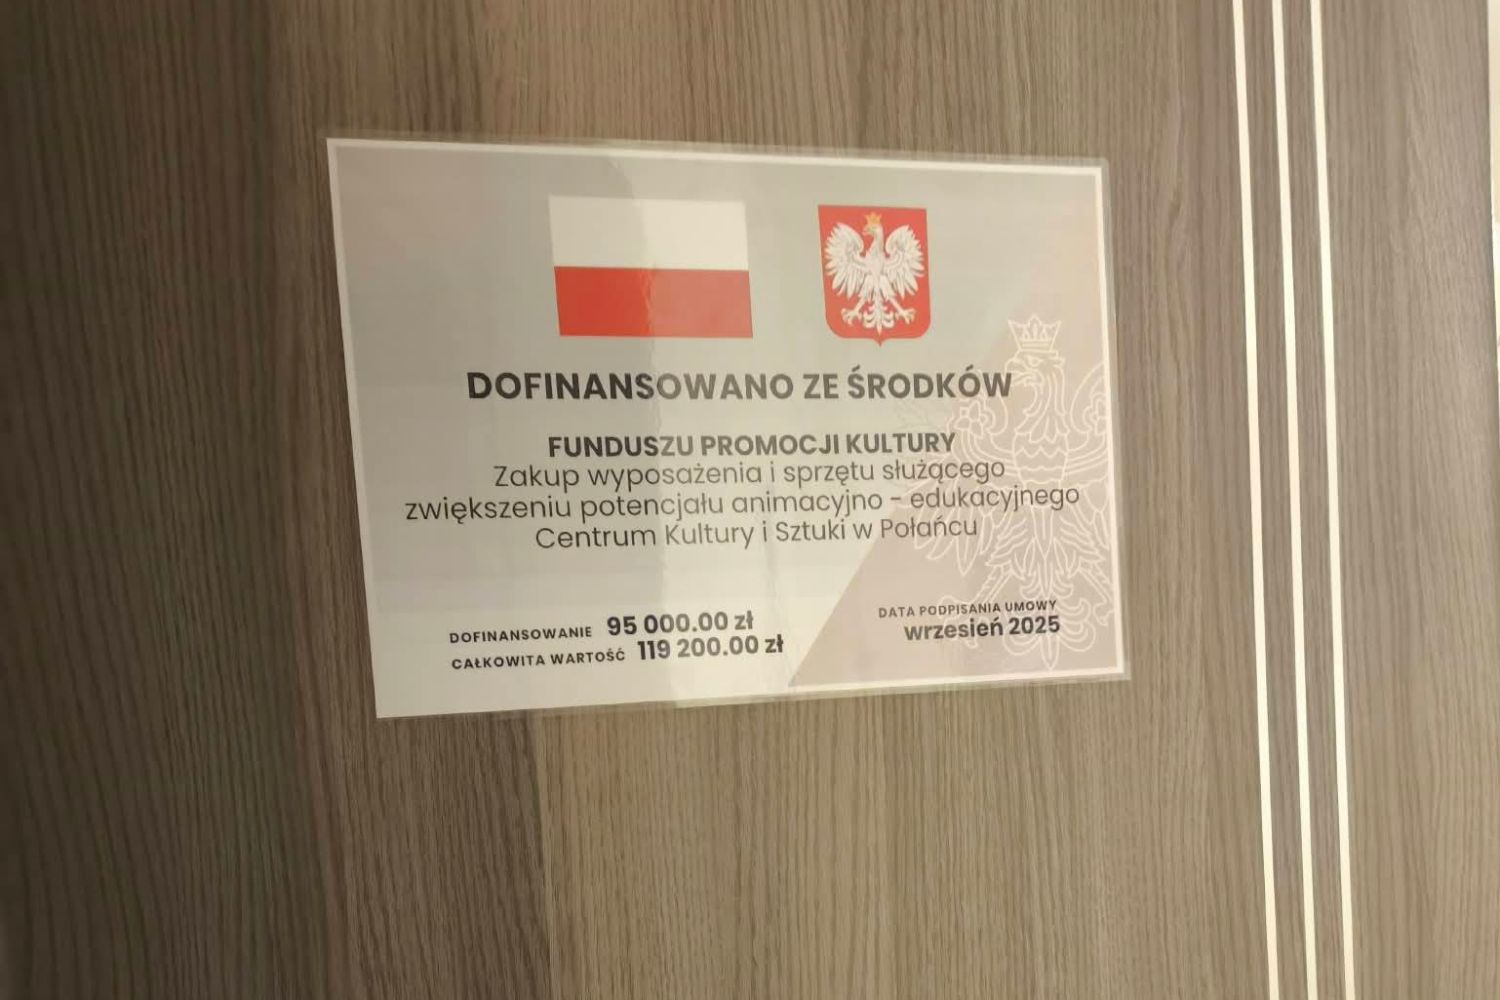 DOFINANSOWANO ZE ŚRODKÓW
FUNDUSZU PROMOCJI KULTURY
Zakup wyposażenia i sprzętu służącego
zwiększeniu potencjału animacyjno - edukacyjnego
Centrum Kultury i Sztuki w Połańcu
DOFINANSOWANIE 95 000.00 zł
CAŁKOWITA WARTOŚĆ 119 200.00 zł
DATA PODPISANIA UMOWY
wrzesień 2025